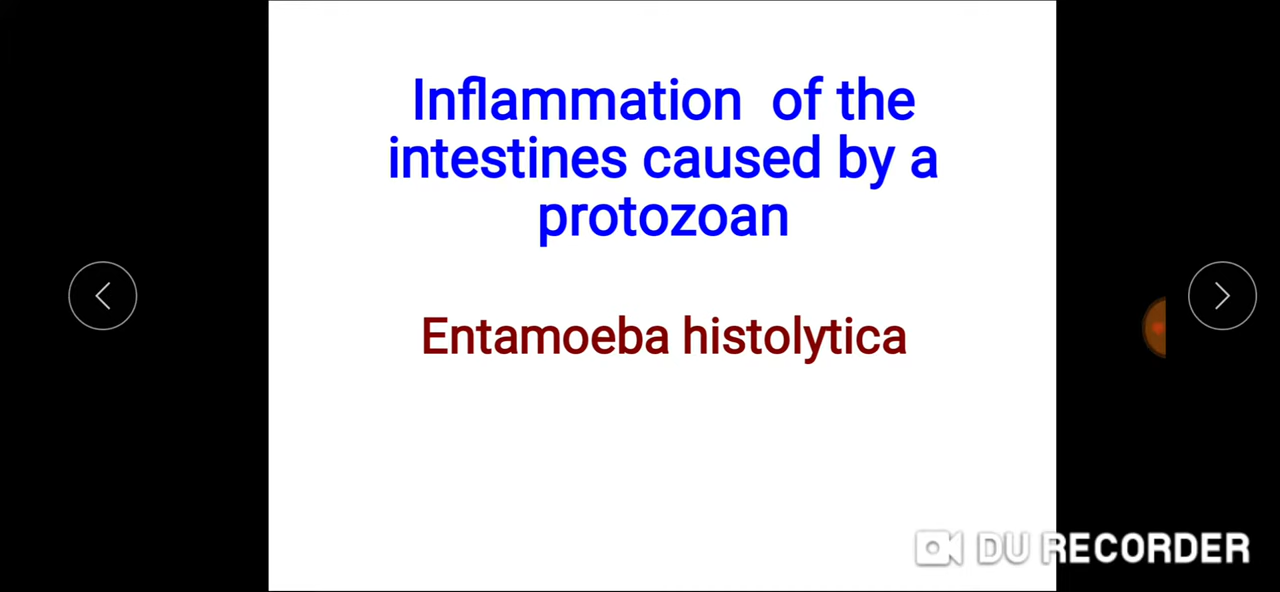 Inflammation of the
intestines caused by a
protozoan
Entamoeba histolytica
DU RECORDER